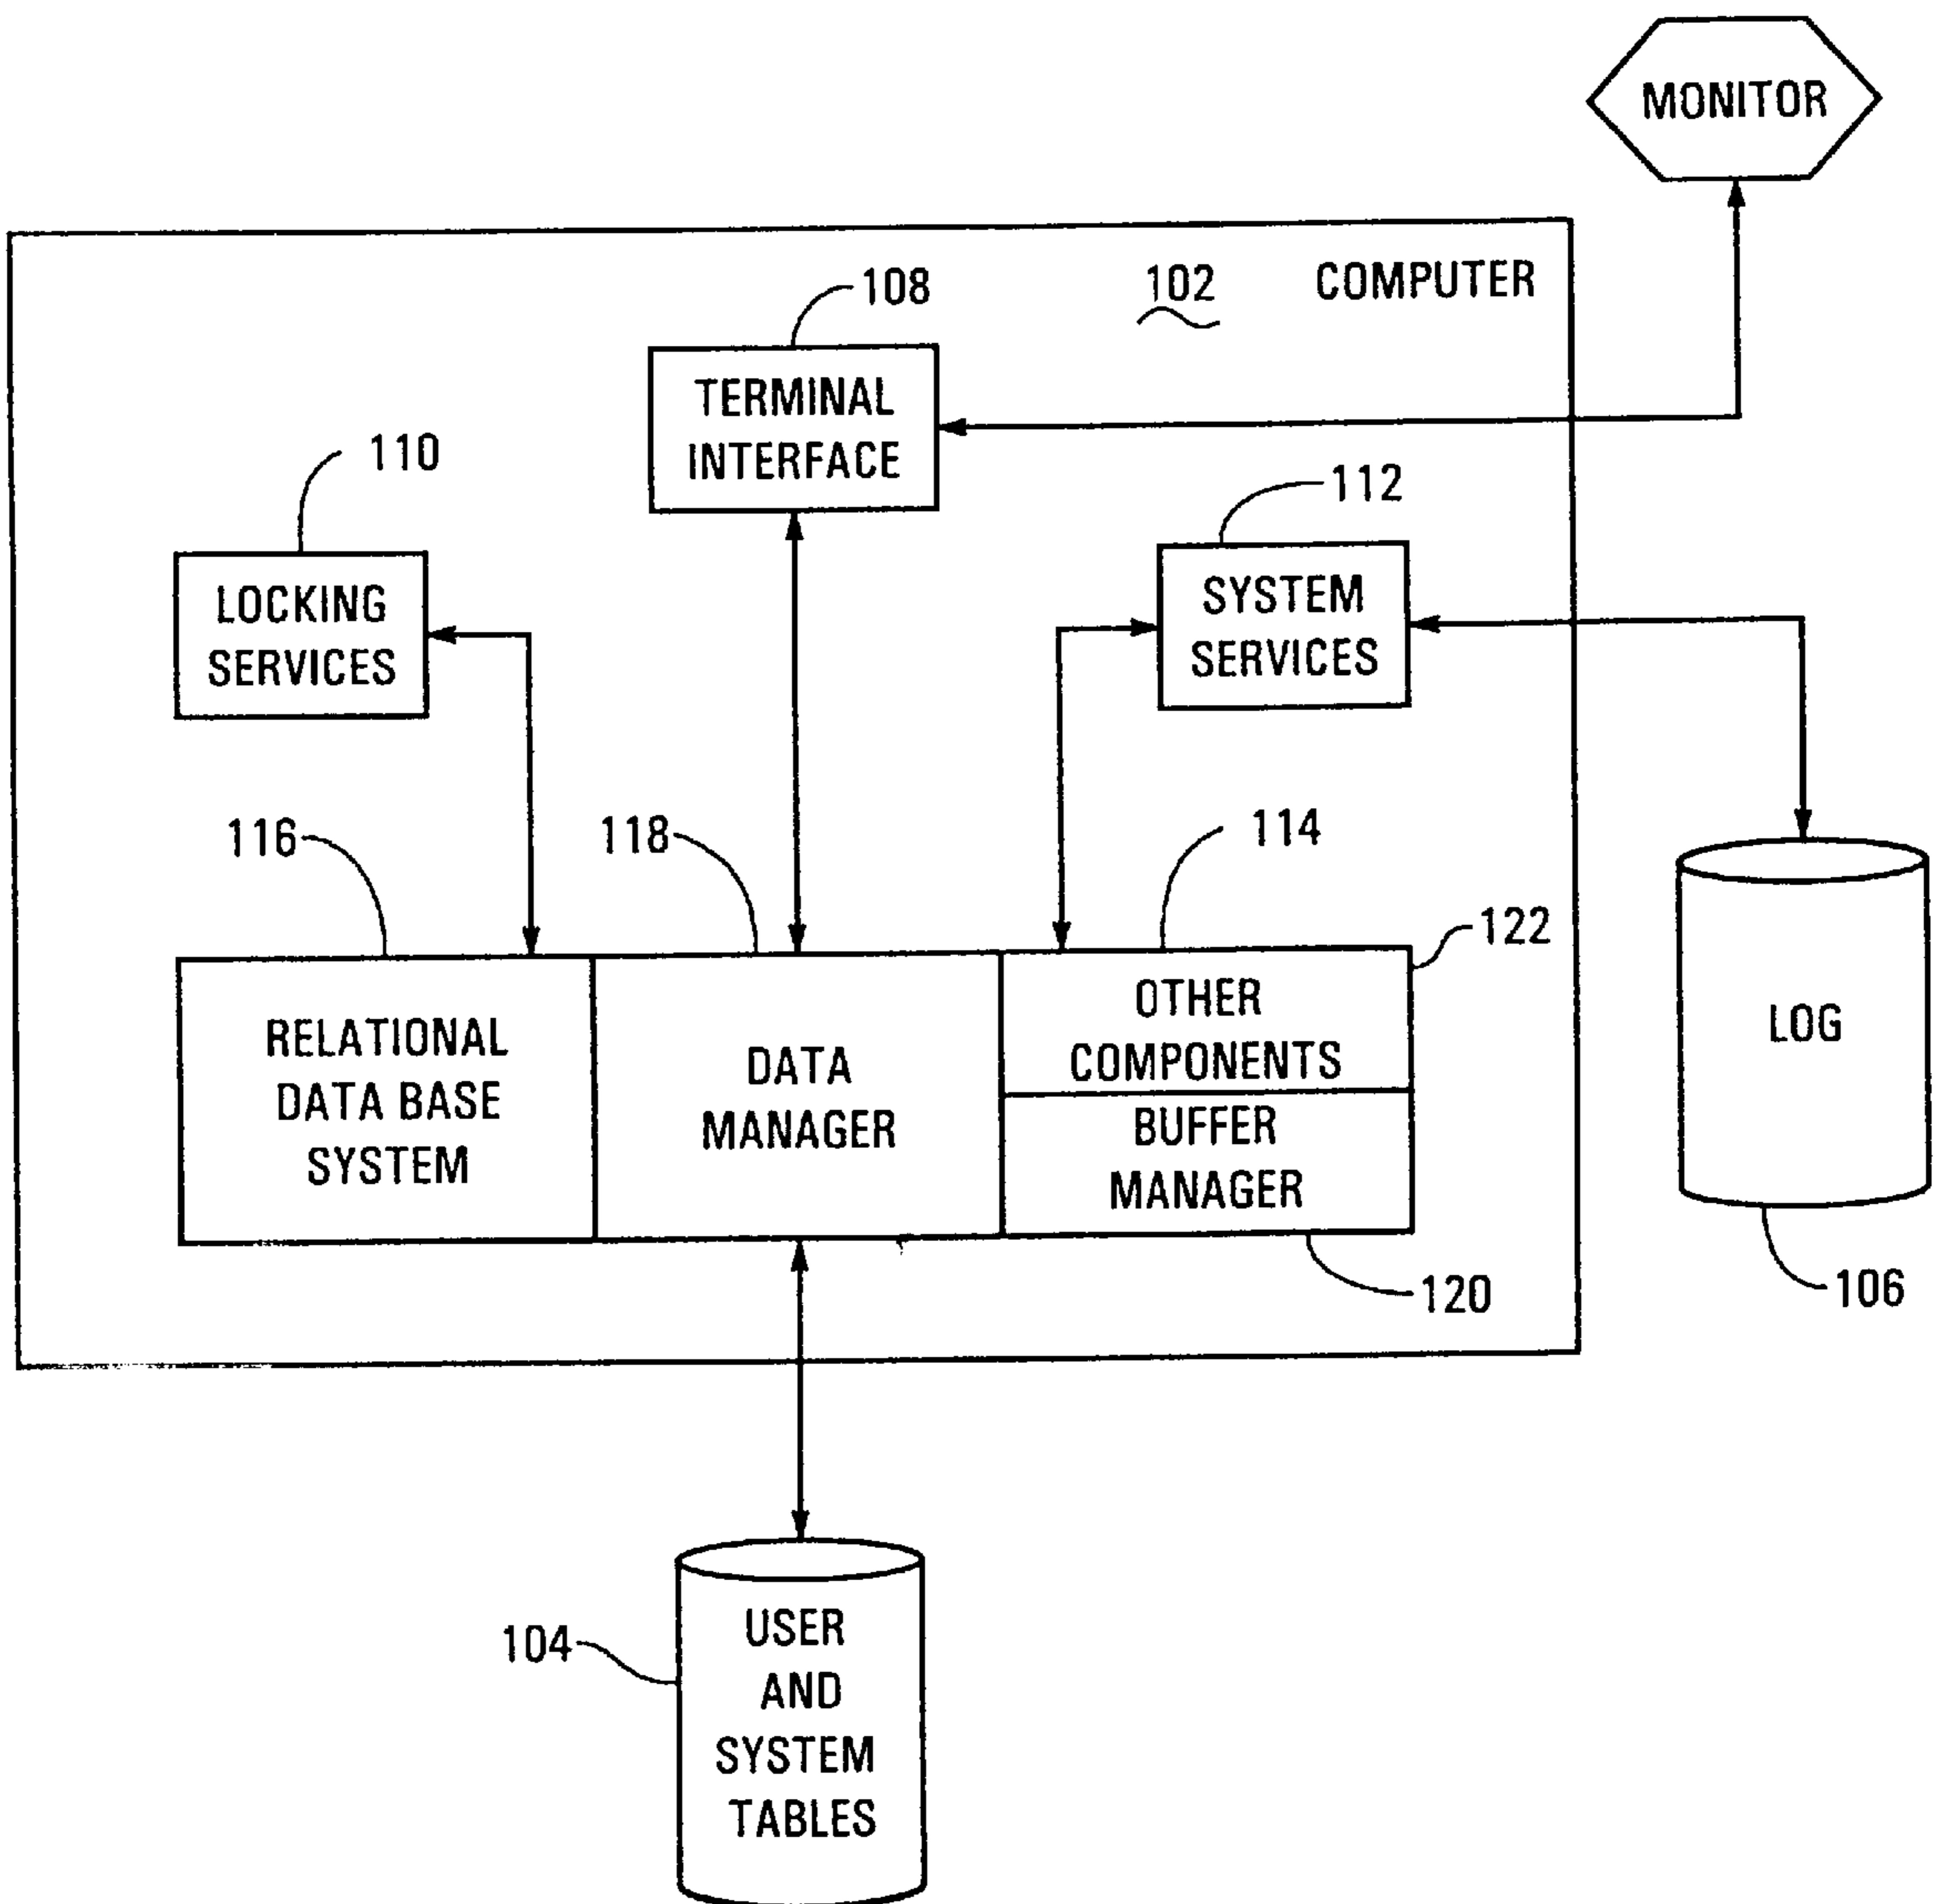 MONITOR
102
COMPUTER
108
TERMINAL
INTERFACE
110
112
LOCKING
SERVICES
SYSTEM
SERVICES
116
118
114
122
RELATIONAL
DATA BASE
SYSTEM
DATA
MANAGER
OTHER
COMPONENTS
BUFFER
MANAGER
LOG
120
106
104
USER
AND
SYSTEM
TABLES